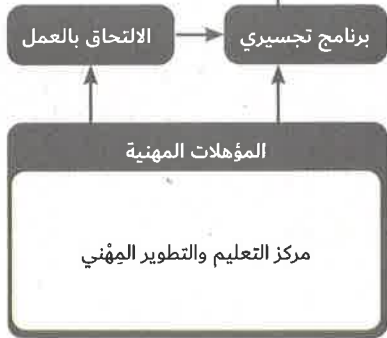 برنامج تجسيري
الالتحاق بالعمل
المؤهلات المهنية
مركز التعليم والتطوير المِهْني